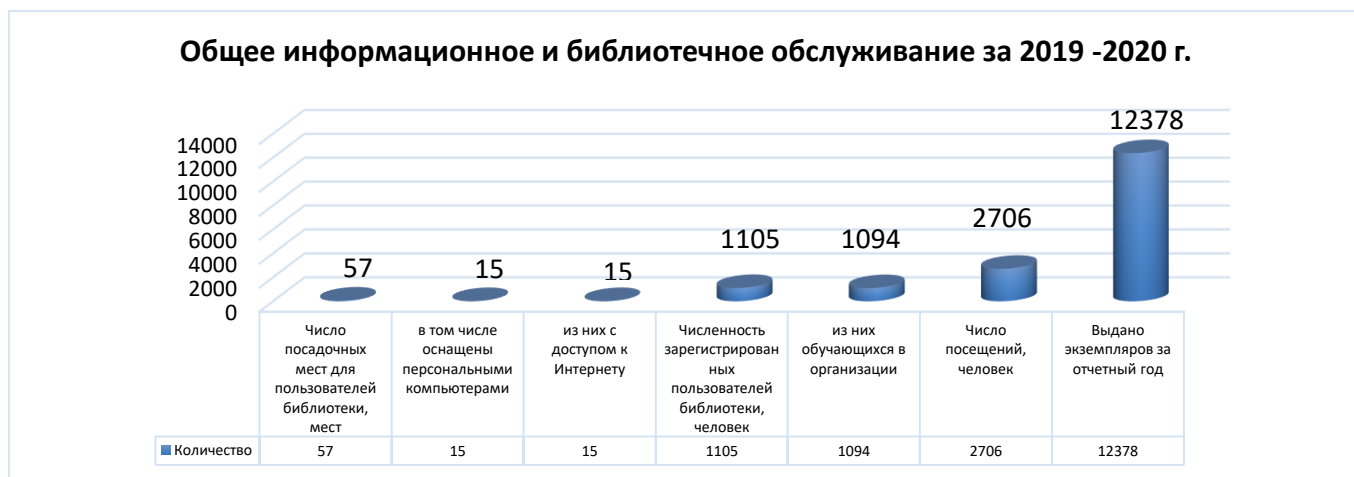 Общее информационное и библиотечное обслуживание за 2019 -2020 г.
14000
12000
10000
8000
6000
4000
2000
0
57
15
15
1105
1094
2706
12378
Число
посадочных
мест для
пользователей
библиотеки,
мест
в том числе
оснащены
персональными
компьютерами
из них с
доступом к
Интернету
Численность
зарегистрирован
ных
пользователей
библиотеки,
человек
из них
обучающихся в
организации
Число
посещений,
человек
Выдано
экземпляров за
отчетный год
Количество 57 15 15 1105 1094 2706 12378